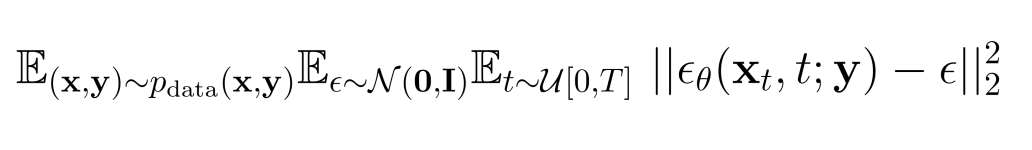 𝔼_{(𝐱,𝐲)∼p_data(𝐱,𝐲)} 𝔼_{ϵ∼𝒩(𝟎,𝐈)} 𝔼_{t∼𝒰[0,T]} ||ϵ_θ(𝐱_t, t; 𝐲) − ϵ||_2^2